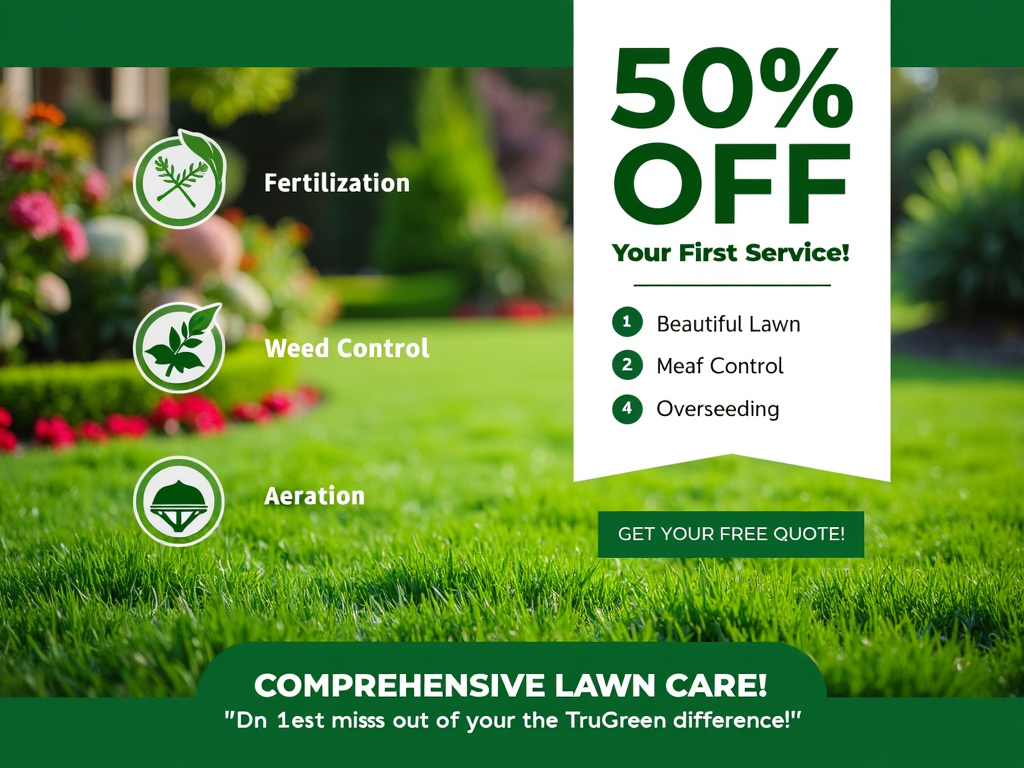 50%
OFF
Your First Service!
1 Beautiful Lawn
2 Meaf Control
4 Overseeding
GET YOUR FREE QUOTE!
Fertilization
Weed Control
Aeration
COMPREHENSIVE LAWN CARE!
"Dn 1est misss out of your the TruGreen difference!"